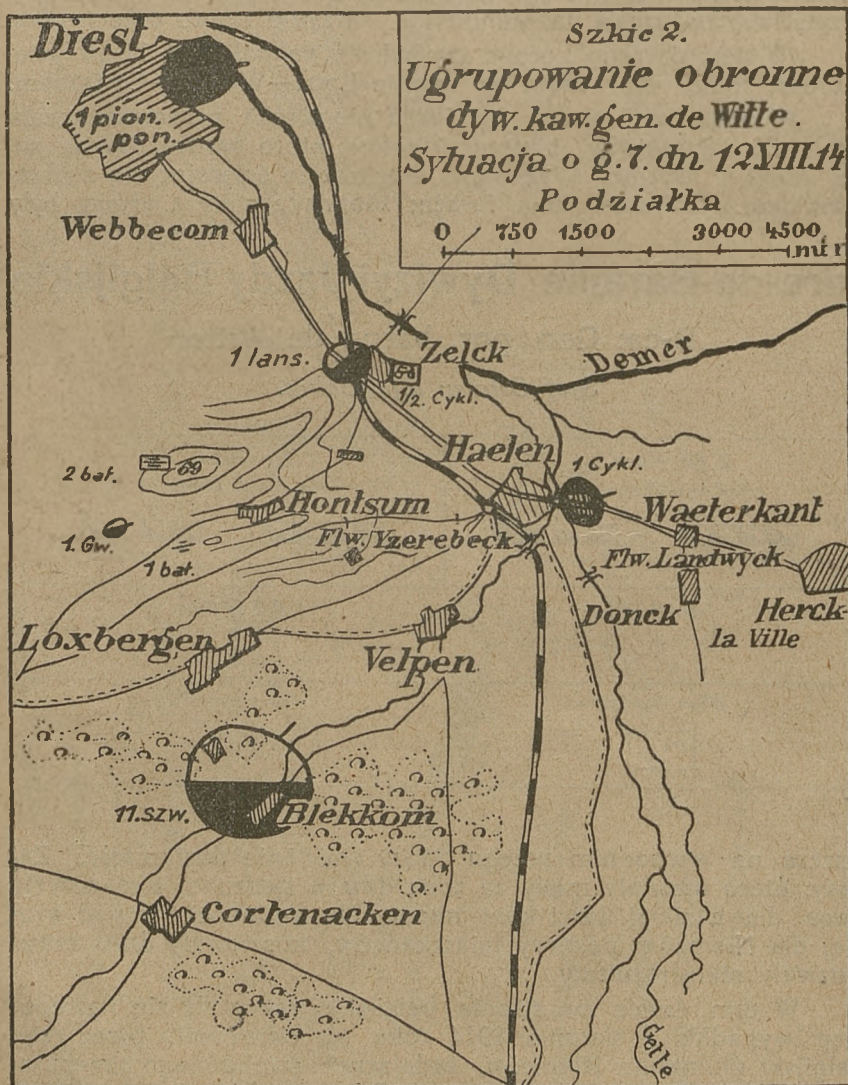 Szkic 2.
Ugrupowanie obronne
dyw. kaw. gen. de Witte.
Sytuacja o g. 7. dn 12.VIII.14
Podziałka
0 750 1500 3000 4500
mtr
Diest
1 pion.
pon.
Webbecom
1 lans.
Zelck
1/2. Cykl.
Demer
Haelen
1 Cykl.
2 bat.
69
Hontsum
Waeterkant
1. Gw.
1 bat.
Flw. Yzerebeck
Flw. Landwyck
Donck
Herck-
la Ville
Loxbergen
Velpen
11. szw.
Blekkom
Cortenacken
Gette